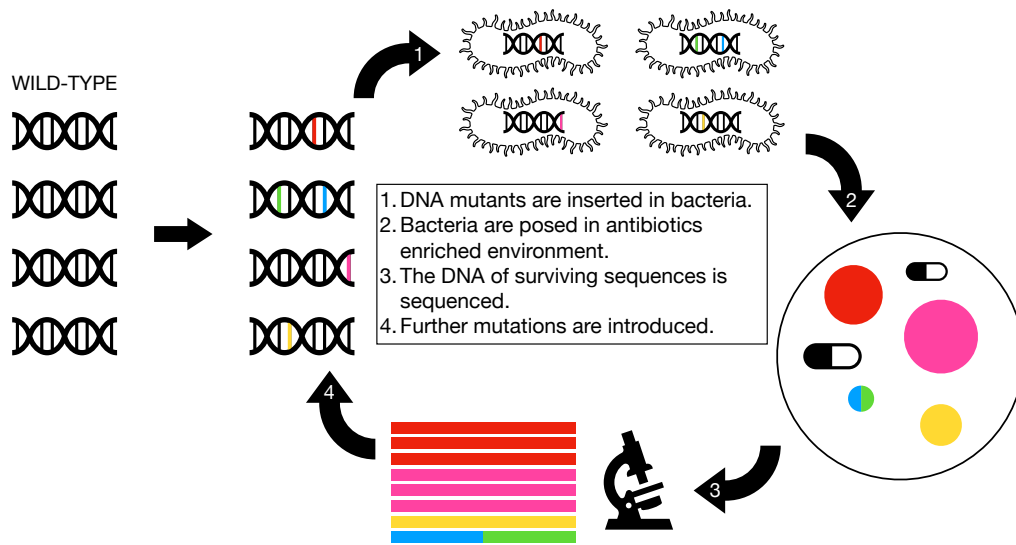 WILD-TYPE
1
2
1. DNA mutants are inserted in bacteria.
2. Bacteria are posed in antibiotics
enriched environment.
3. The DNA of surviving sequences is
sequenced.
4. Further mutations are introduced.
4
3